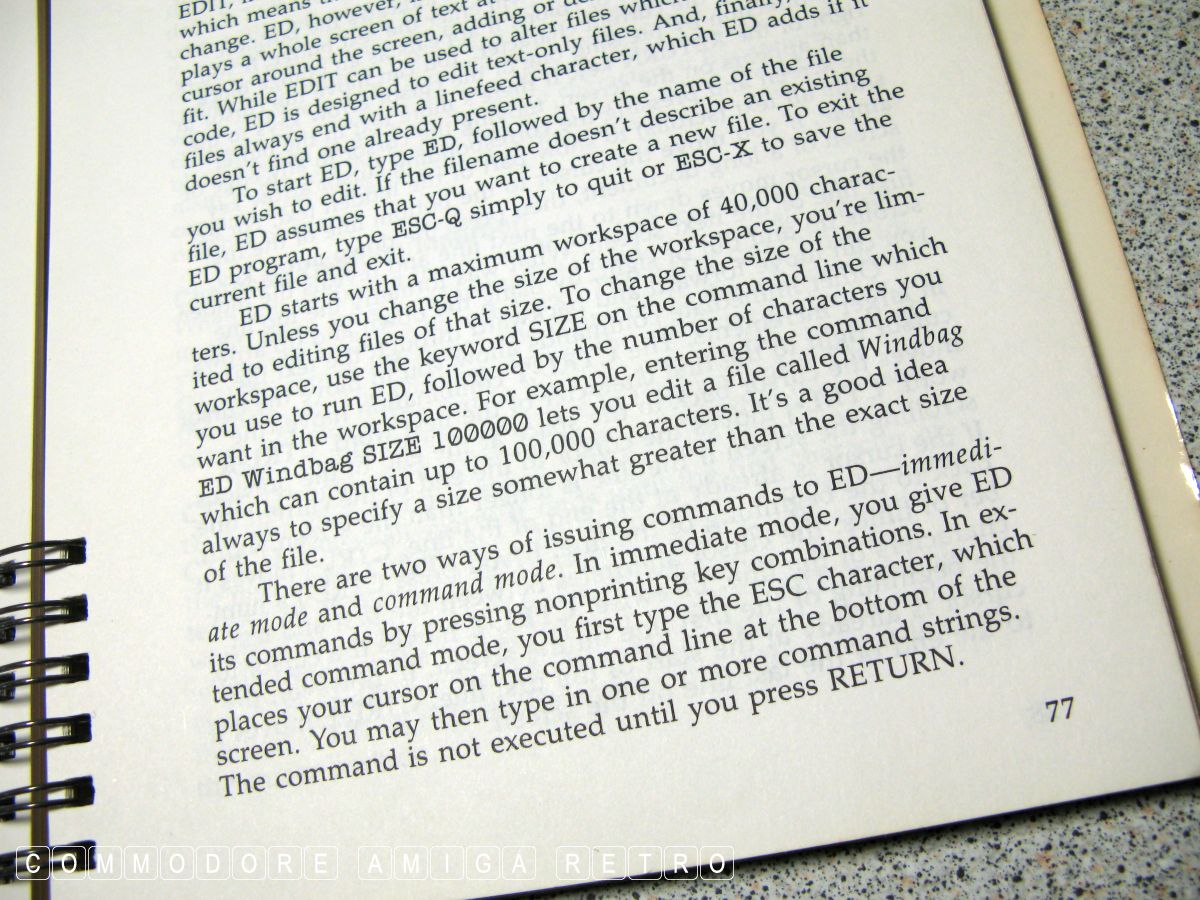 EDIT,
which means
change. ED, however,
plays a whole screen of text at
cursor around the screen, adding or
fit. While EDIT can be used to alter files
code, ED is designed to edit text-only files. And, finally,
files always end with a linefeed character, which ED adds if it
doesn't find one already present.
To start ED, type ED, followed by the name of the file
you wish to edit. If the filename doesn't describe an existing
file, ED assumes that you want to create a new file. To exit the
ED program, type ESC-Q simply to quit or ESC-X to save the
current file and exit.
ED starts with a maximum workspace of 40,000 charac-
ters. Unless you change the size of the workspace, you're lim-
ited to editing files of that size. To change the size of the
workspace, use the keyword SIZE on the command line which
you use to run ED, followed by the number of characters you
want in the workspace. For example, entering the command
ED Windbag SIZE 100000 lets you edit a file called Windbag
which can contain up to 100,000 characters. It's a good idea
always to specify a size somewhat greater than the exact size
of the file.
There are two ways of issuing commands to ED—immedi-
ate mode and command mode. In immediate mode, you give ED
its commands by pressing nonprinting key combinations. In ex-
tended command mode, you first type the ESC character, which
places your cursor on the command line at the bottom of the
screen. You may then type in one or more command strings.
The command is not executed until you press RETURN.
77
COMMODORE AMIGA RETRO